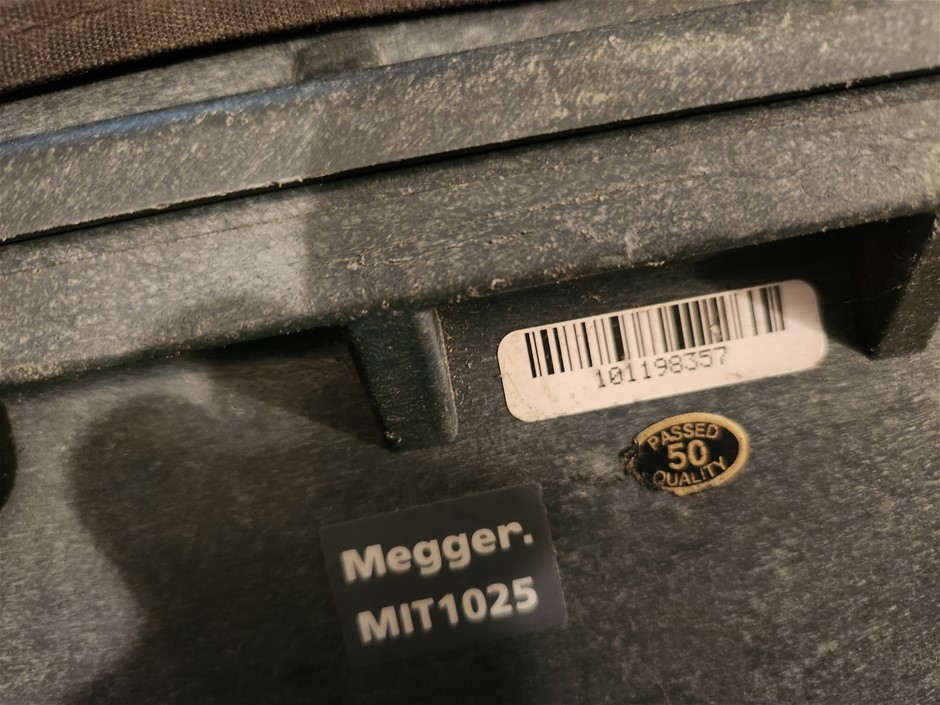 101198357
PASSED
50
QUALITY
Megger.
MIT1025